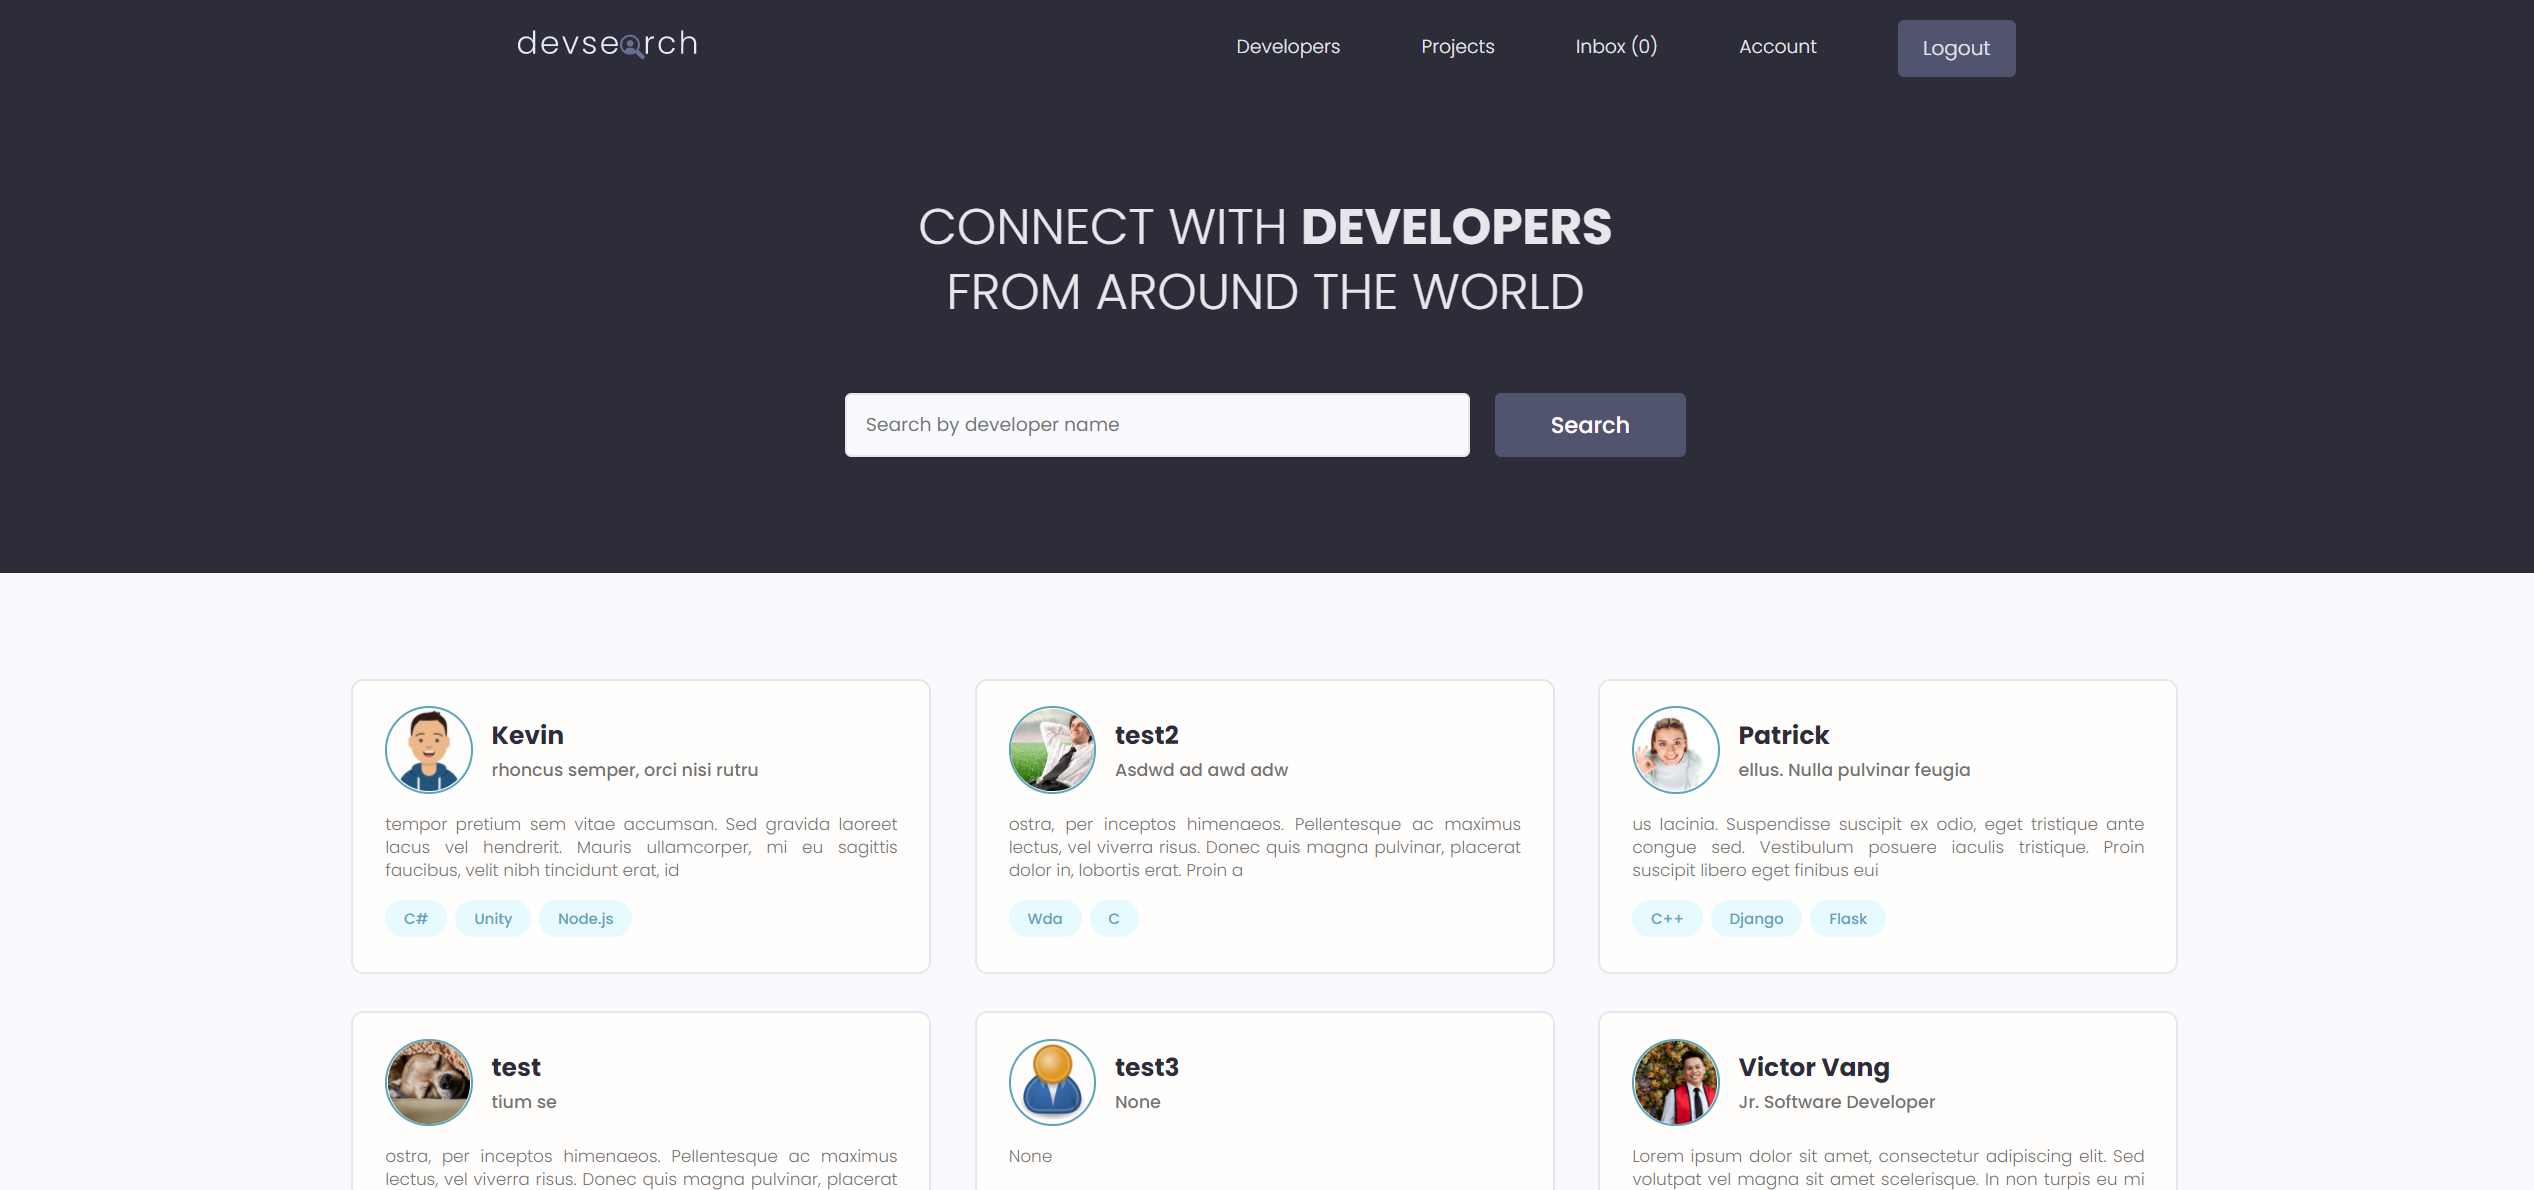 devsearch
Developers
Projects
Inbox (0)
Account
Logout
CONNECT WITH DEVELOPERS
FROM AROUND THE WORLD
Search by developer name
Search
Kevin
rhoncus semper, orci nisi rutru
tempor pretium sem vitae accumsan. Sed gravida laoreet
lacus vel hendrerit. Mauris ullamcorper, mi eu sagittis
faucibus, velit nibh tincidunt erat, id
C#
Unity
Node.js
test2
Asdwd ad awd adw
ostra, per inceptos himenaeos. Pellentesque ac maximus
lectus, vel viverra risus. Donec quis magna pulvinar, placerat
dolor in, lobortis erat. Proin a
Wda
C
Patrick
ellus. Nulla pulvinar feugia
us lacinia. Suspendisse suscipit ex odio, eget tristique ante
congue sed. Vestibulum posuere iaculis tristique. Proin
suscipit libero eget finibus eui
C++
Django
Flask
test
tium se
ostra, per inceptos himenaeos. Pellentesque ac maximus
lectus, vel viverra risus. Donec quis magna pulvinar, placerat
test3
None
None
Victor Vang
Jr. Software Developer
Lorem ipsum dolor sit amet, consectetur adipiscing elit. Sed
volutpat vel magna sit amet scelerisque. In non turpis eu mi